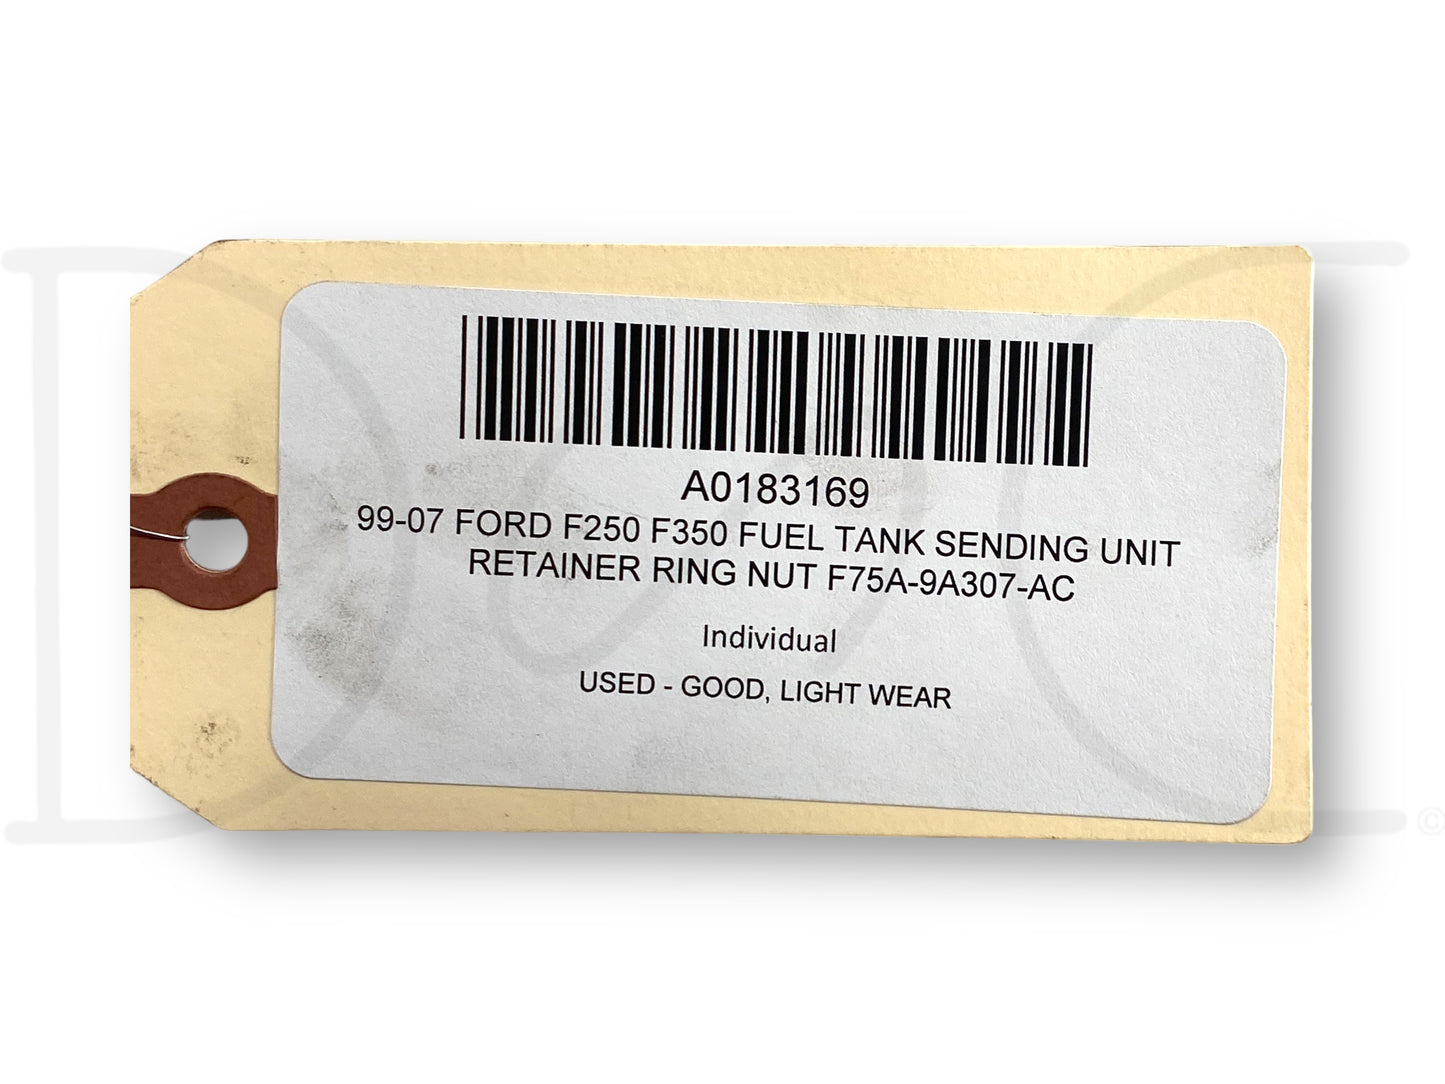 A0183169
99-07 FORD F250 F350 FUEL TANK SENDING UNIT
RETAINER RING NUT F75A-9A307-AC
Individual
USED - GOOD, LIGHT WEAR
©